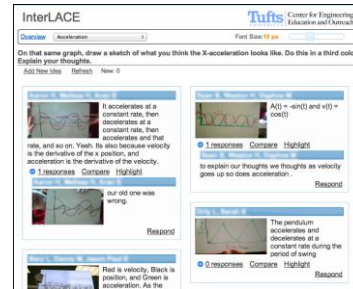 InterLACE
Tufts Center for Engineering
Educat
Overview Acceleration Font Size:15 px
On that same graph, draw a sketch of what you think the X-acceleration looks like. Do this in a third colo
Explain your thoughts.
Add New Idea Refresh New: 0
It accelerates at a
constant rate, then
decelerates at a
constant rate, then
accelerates and that
rate, and so on. Yeah. Its also because velocity
is the derivative of the x position, and
acceleration is the derivative of the velocity.
1 responses Compare Highlight
our old one was
wrong.
Respond
Red is velocity, Black is
position, and Green is
acceleration. As the
A(t) = -sin(t) and v(t) =
cos(t)
1 responses Compare Highlight
to explain our thoughts we thoughts as velocity
goes up so does acceleration .
Respond
The pendulum
accelerates and
decelerates at a
constant rate during the
period of swing
0 responses Compare Highlight
Respond